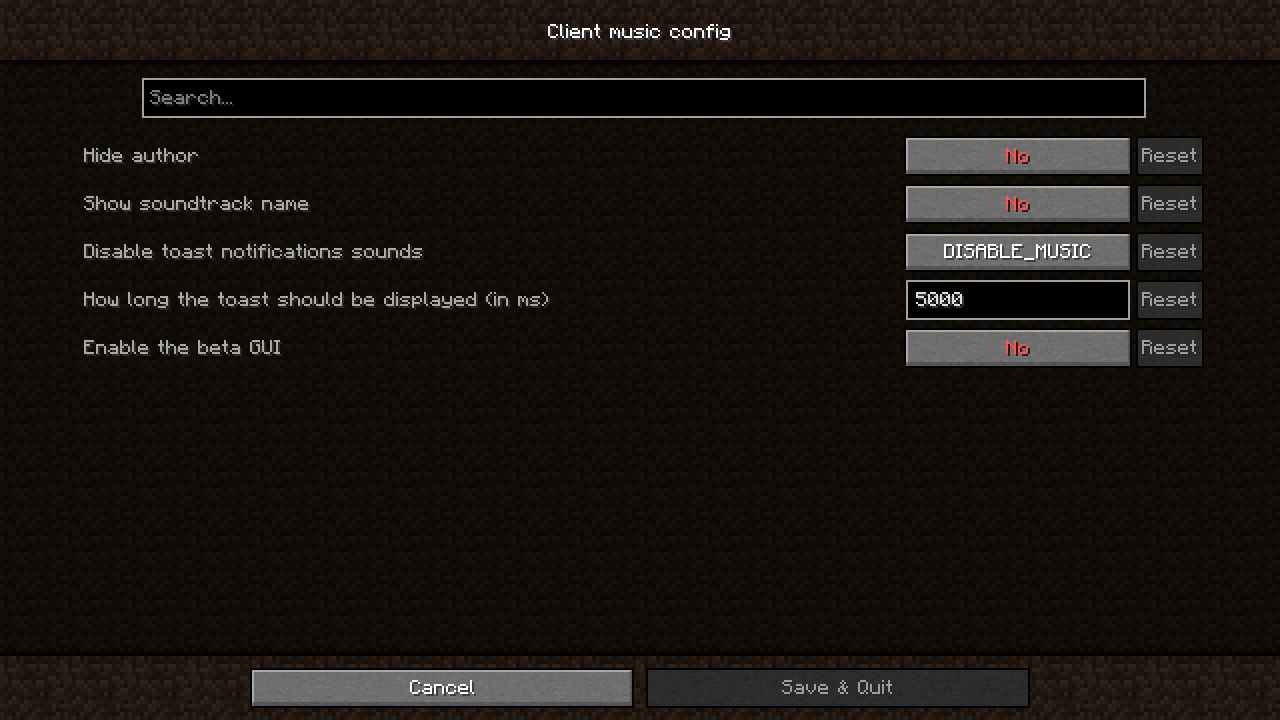 Client music config
Search...
Hide author No Reset
Show soundtrack name No Reset
Disable toast notifications sounds DISABLE_MUSIC Reset
How long the toast should be displayed (in ms) 5000 Reset
Enable the beta GUI No Reset
Cancel Save & Quit